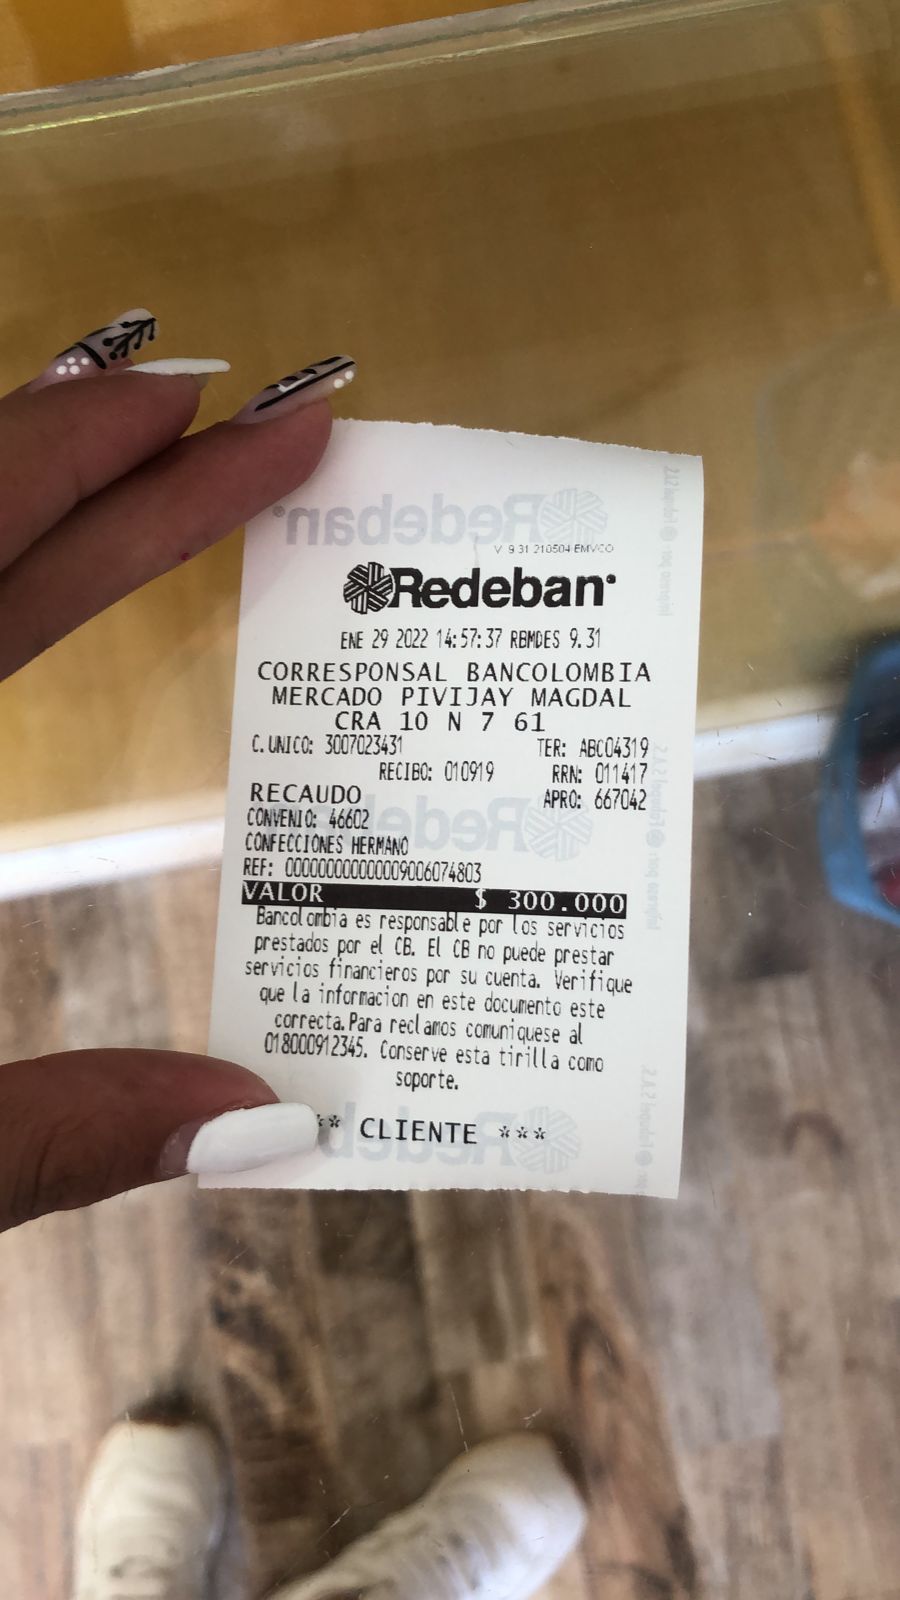 V 9.31 210504 EMVCO
Redeban
ENE 29 2022 14:57:37 RBMDES 9.31
CORRESPONSAL BANCOLOMBIA
MERCADO PIVIJAY MAGDAL
CRA 10 N 7 61
C.UNICO: 3007023431 TER: ABC04319
RECIBO: 010919 RRN: 011417
RECAUDO APRO: 667042
CONVENIO: 46602
CONFECCIONES HERMANO
REF: 00000000000009006074803
VALOR $ 300.000
Bancolombia es responsable por los servicios
prestados por el CB. El CB no puede prestar
servicios financieros por su cuenta. Verifique
que la informacion en este documento este
correcta.Para reclamos comuniquese al
018000912345. Conserve esta tirilla como
soporte.
** CLIENTE ***